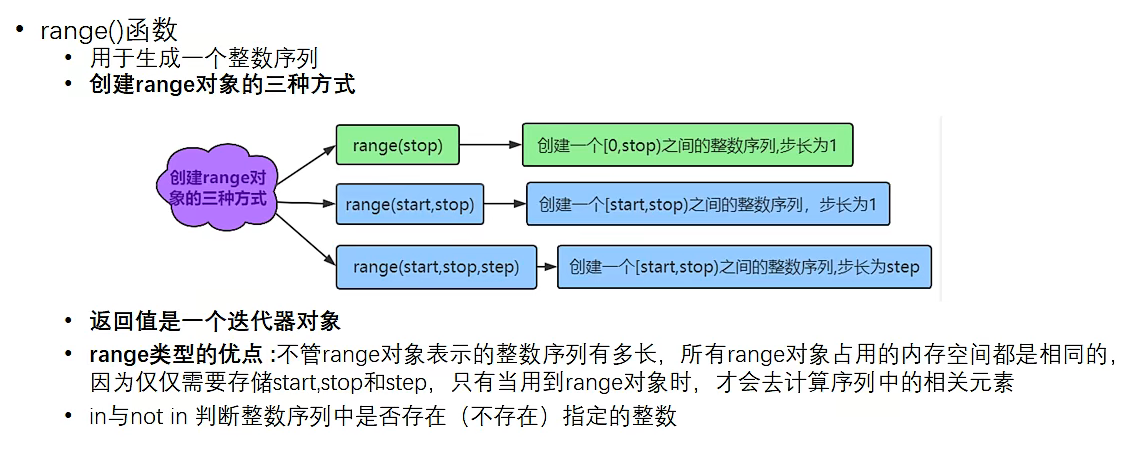 range()函数
用于生成一个整数序列
创建range对象的三种方式
创建range对
象的三种方式
range(stop)
创建一个[0,stop)之间的整数序列,步长为1
range(start,stop)
创建一个[start,stop)之间的整数序列，步长为1
range(start,stop,step)
创建一个[start,stop)之间的整数序列,步长为step
返回值是一个迭代器对象
range类型的优点 :不管range对象表示的整数序列有多长，所有range对象占用的内存空间都是相同的，
因为仅仅需要存储start,stop和step，只有当用到range对象时，才会去计算序列中的相关元素
in与not in 判断整数序列中是否存在（不存在）指定的整数